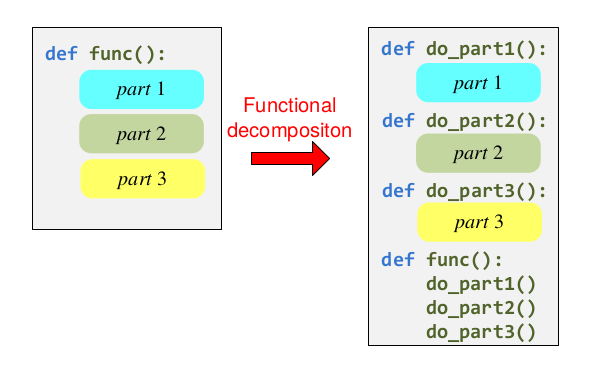 def func():
part 1
part 2
part 3
Functional
decompositon
def do_part1():
part 1
def do_part2():
part 2
def do_part3():
part 3
def func():
do_part1()
do_part2()
do_part3()